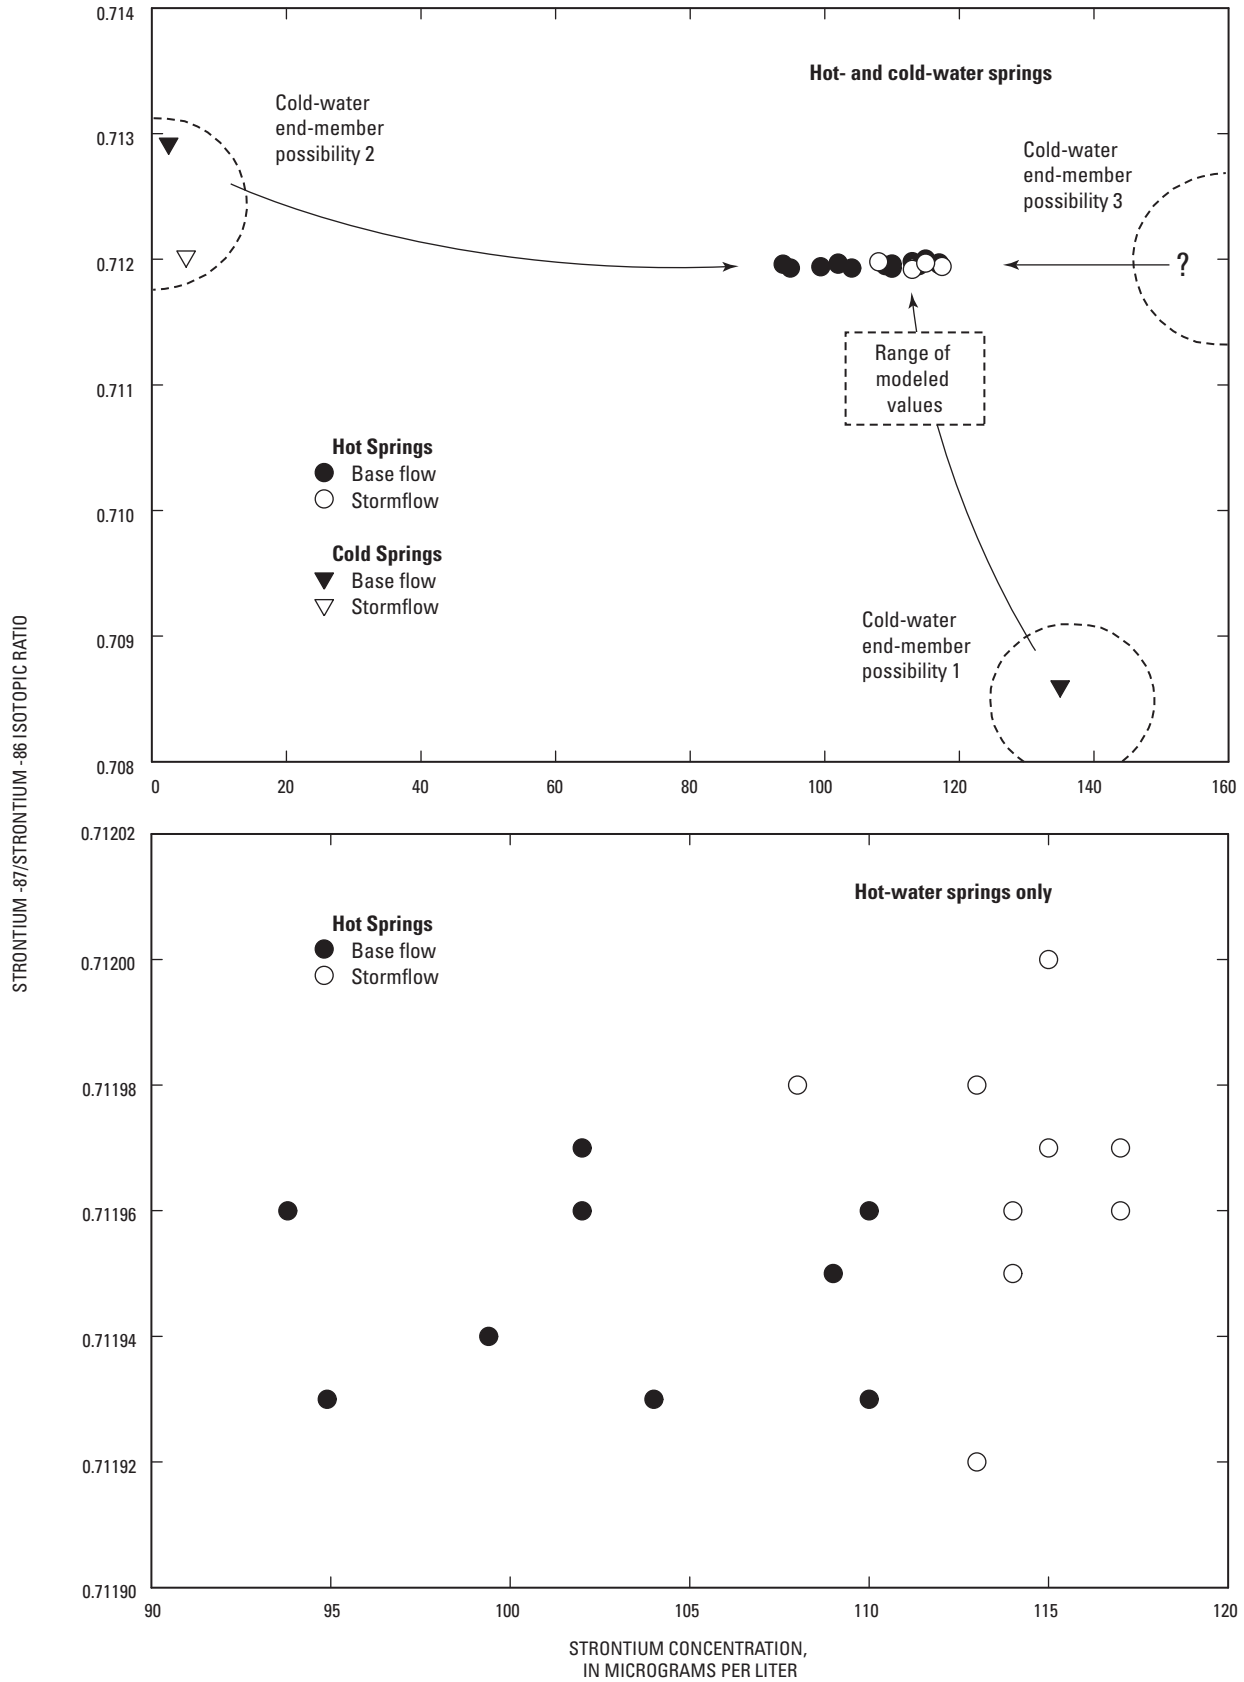 STRONTIUM -87/STRONTIUM -86 ISOTOPIC RATIO
0.714
0.713
0.712
0.711
0.710
0.709
0.708
Hot- and cold-water springs
Cold-water
end-member
possibility 2
Cold-water
end-member
possibility 3
?
Range of
modeled
values
Hot Springs
Base flow
Stormflow
Cold Springs
Base flow
Stormflow
Cold-water
end-member
possibility 1
0 20 40 60 80 100 120 140 160
0.71202
0.71200
0.71198
0.71196
0.71194
0.71192
0.71190
Hot-water springs only
Hot Springs
Base flow
Stormflow
90 95 100 105 110 115 120
STRONTIUM CONCENTRATION,
IN MICROGRAMS PER LITER